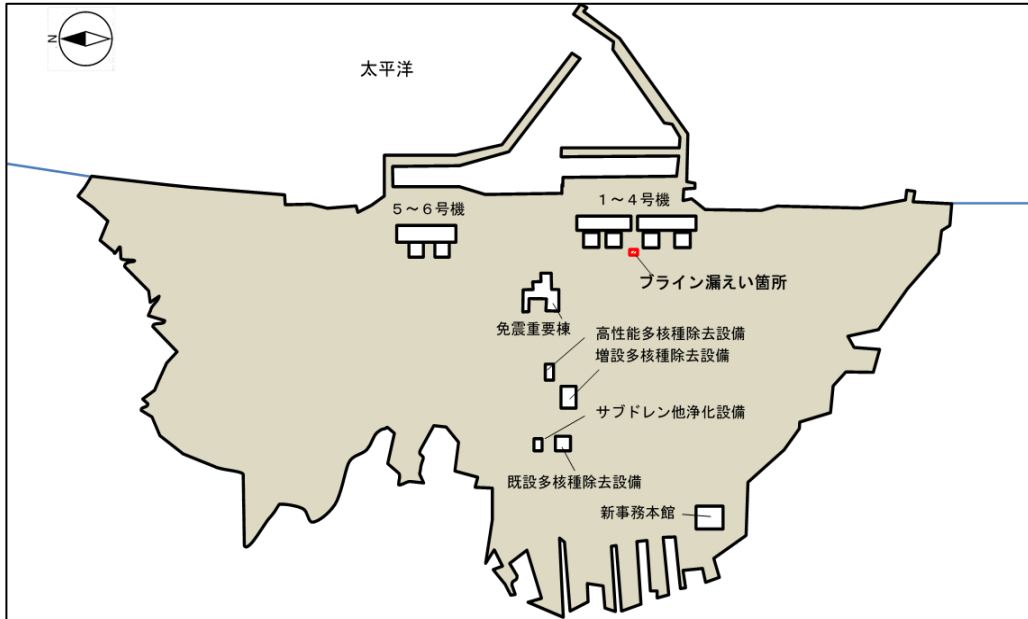 N
太平洋
5～6号機
1～4号機
ブライン漏えい箇所
免震重要棟
高性能多核種除去設備
増設多核種除去設備
サブドレン他浄化設備
既設多核種除去設備
新事務本館